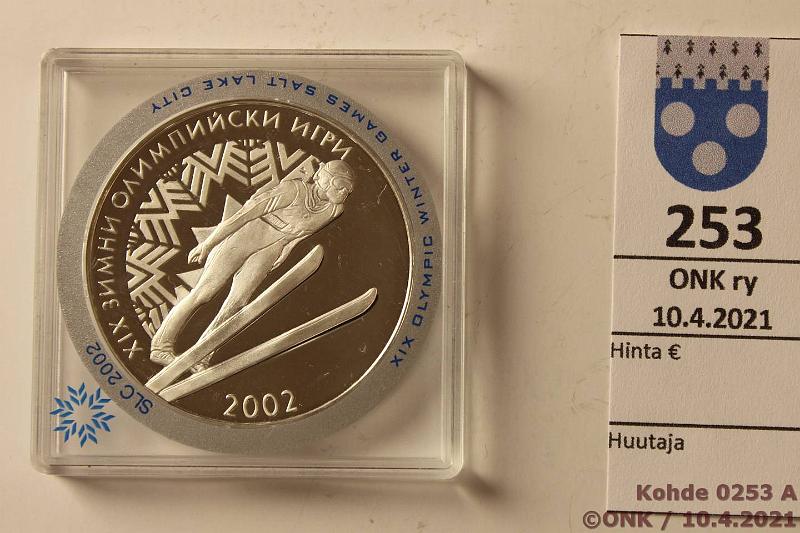 XIX OLYMPIC WINTER GAMES SALT LAKE CITY
SLC 2002
XIX ЗИМНИ ОЛИМПИЙСКИ ИГРИ
2002
253
ONK ry
10.4.2021
Hinta €
Huutaja
Kohde 0253 A
©ONK / 10.4.2021